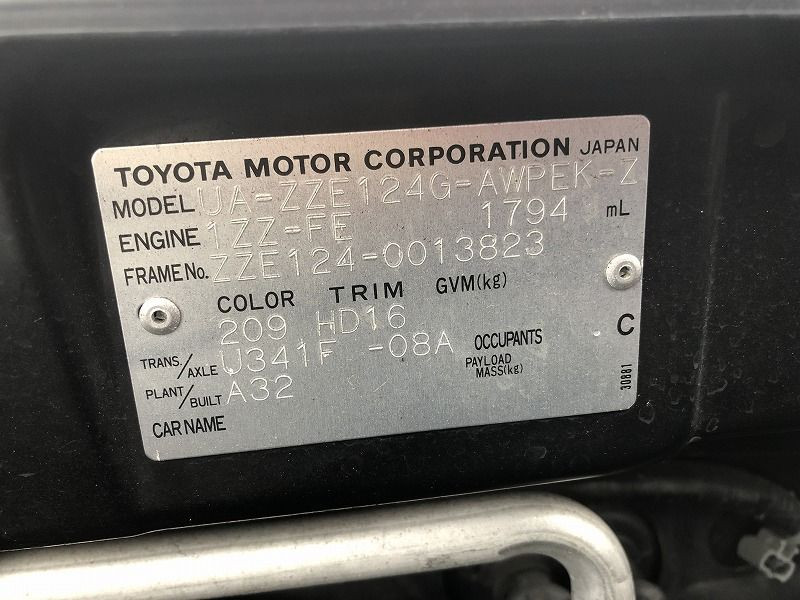 TOYOTA MOTOR CORPORATION JAPAN
MODEL UA-ZZE124G-AWPEK-Z
ENGINE 1ZZ-FE 1794 mL
FRAME No. ZZE124-0013823
COLOR TRIM GVM(kg)
209 HD16
C
TRANS./AXLE U341F -08A OCCUPANTS
PAYLOAD
MASS(kg)
PLANT/BUILT A32
30881
CAR NAME